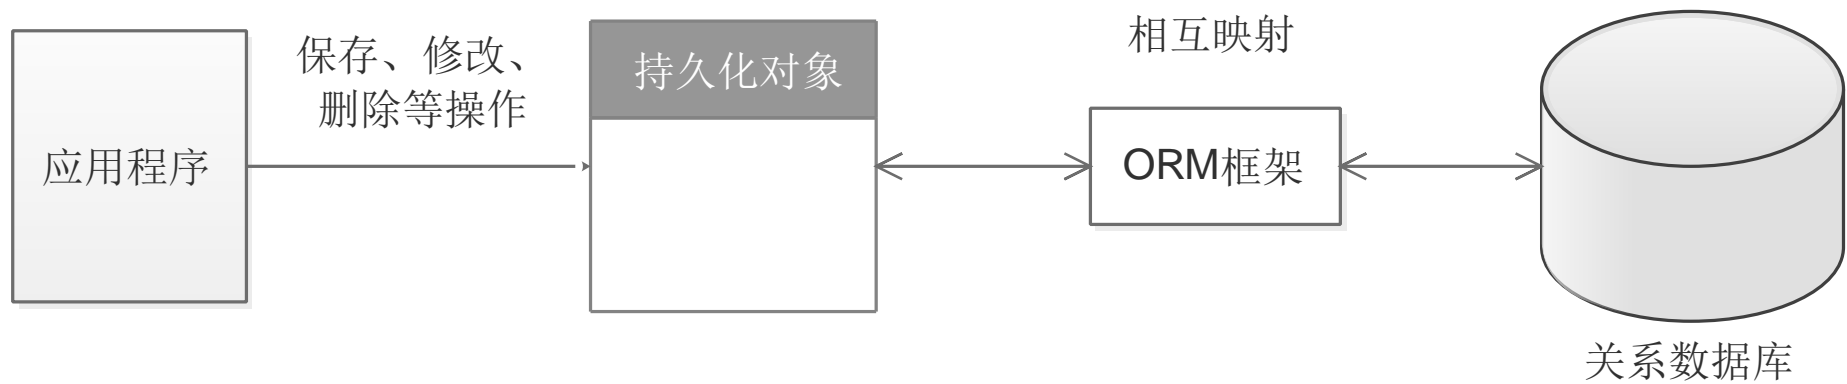 应用程序
保存、修改、
删除等操作
持久化对象
相互映射
ORM框架
关系数据库